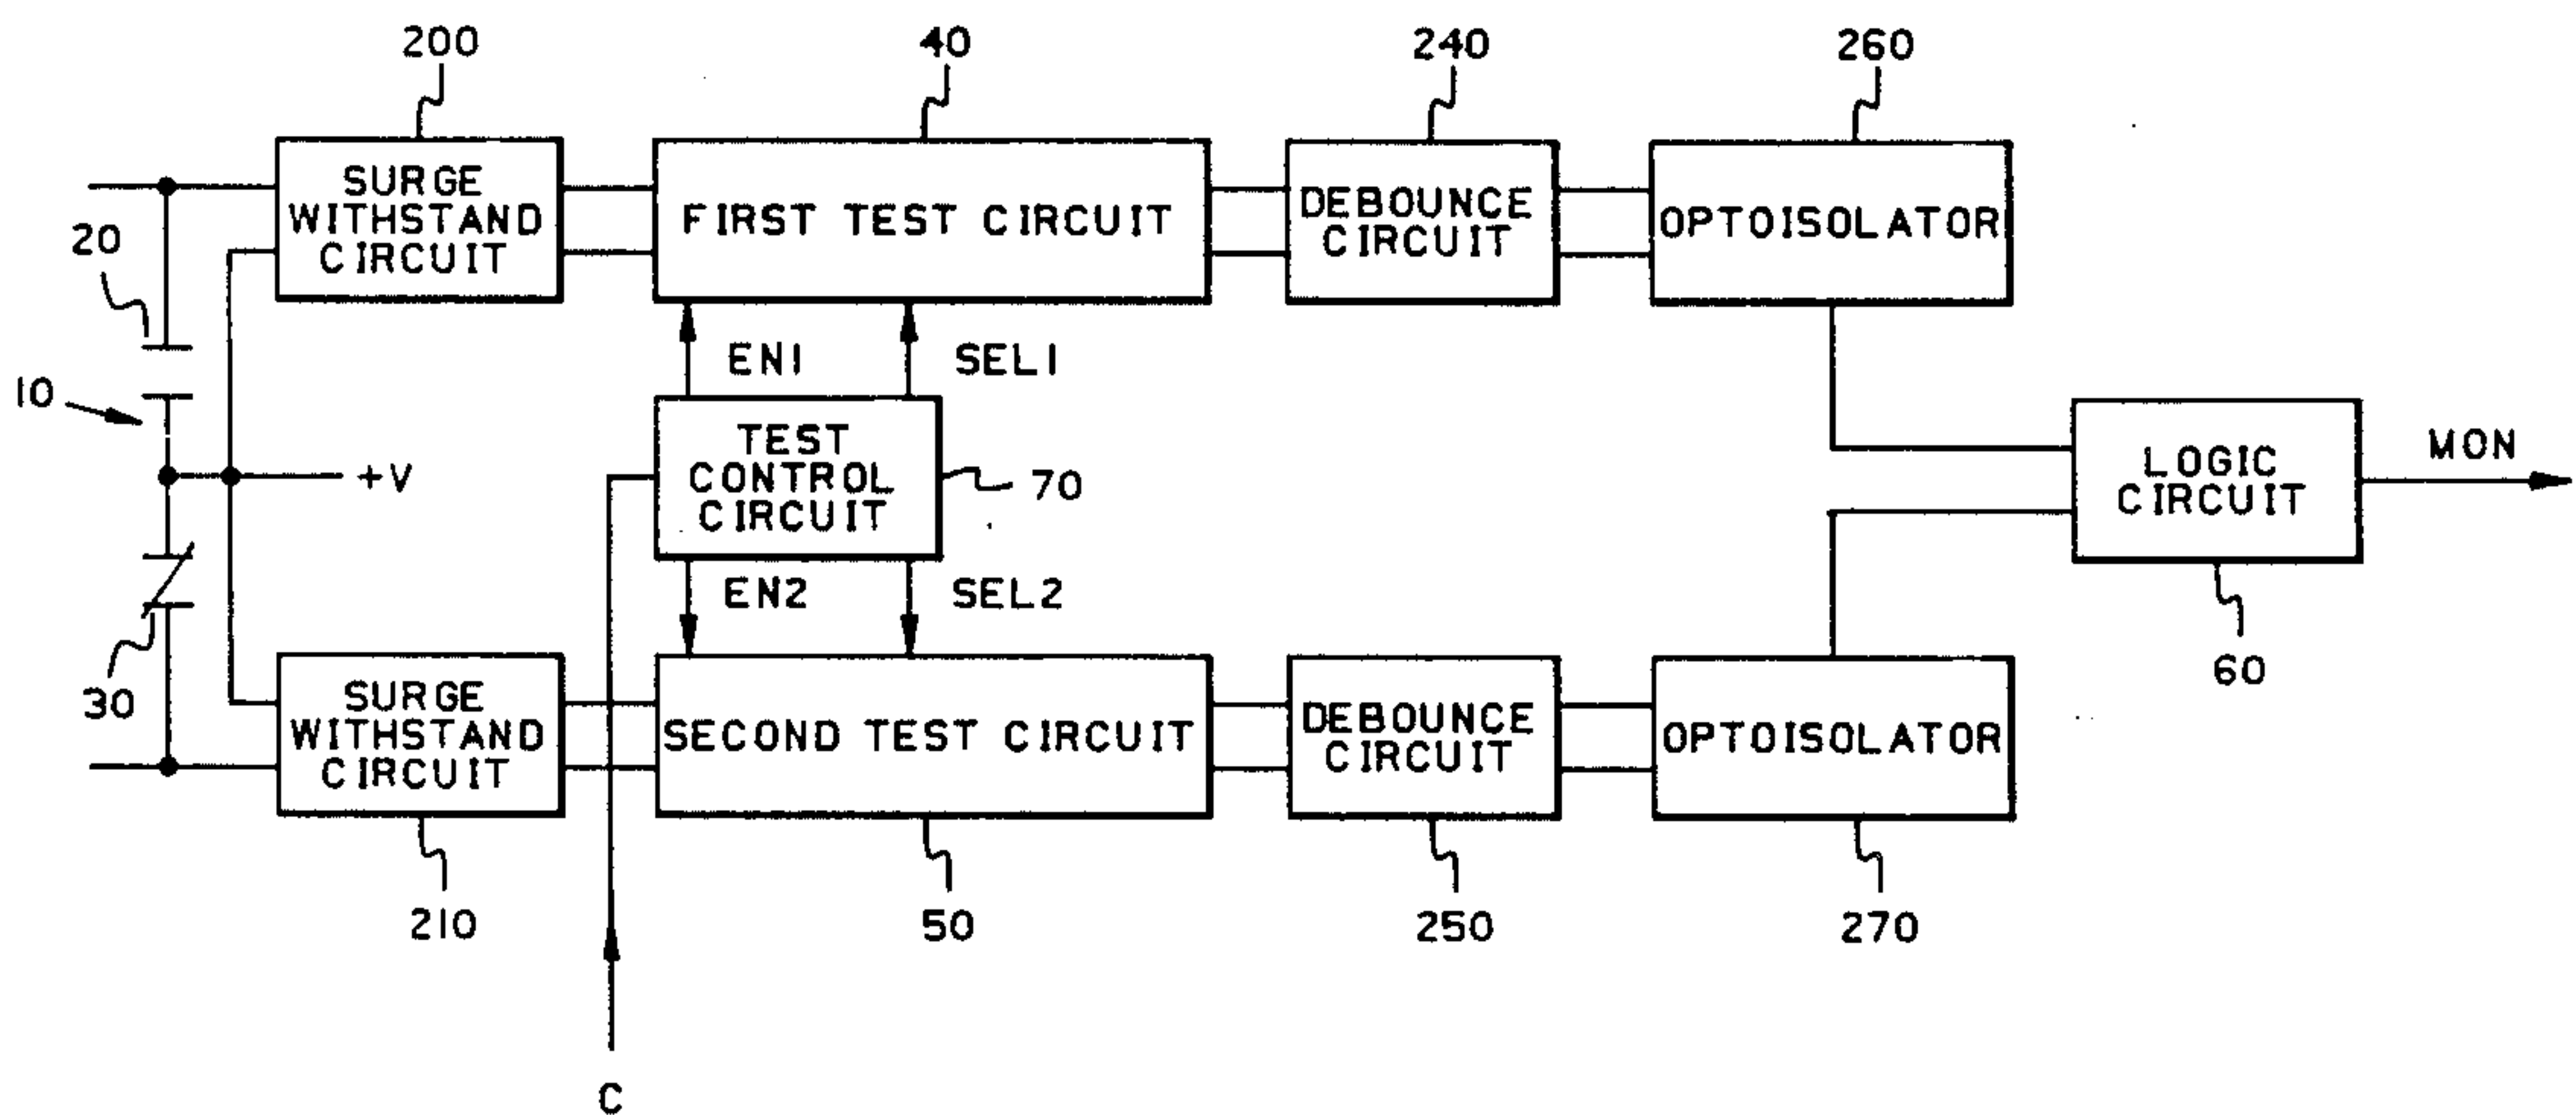 200
40
240
260
SURGE
WITHSTAND
CIRCUIT
FIRST TEST CIRCUIT
DEBOUNCE
CIRCUIT
OPTOISOLATOR
20
EN1
SEL1
10
+V
TEST
CONTROL
CIRCUIT
70
LOGIC
CIRCUIT
MON
EN2
SEL2
30
60
SURGE
WITHSTAND
CIRCUIT
SECOND TEST CIRCUIT
DEBOUNCE
CIRCUIT
OPTOISOLATOR
210
50
250
270
C